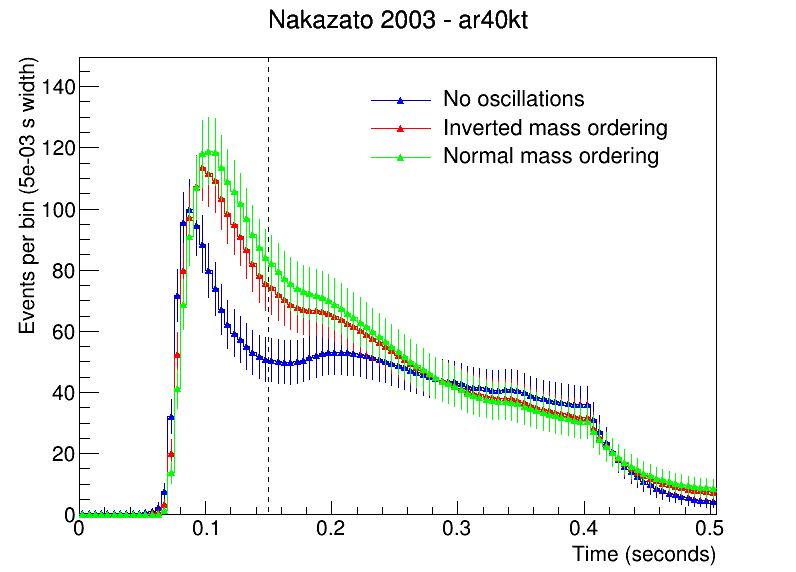 Nakazato 2003 - ar40kt
Events per bin (5e-03 s width)
140
120
100
80
60
40
20
0
No oscillations
Inverted mass ordering
Normal mass ordering
0 0.1 0.2 0.3 0.4 0.5
Time (seconds)